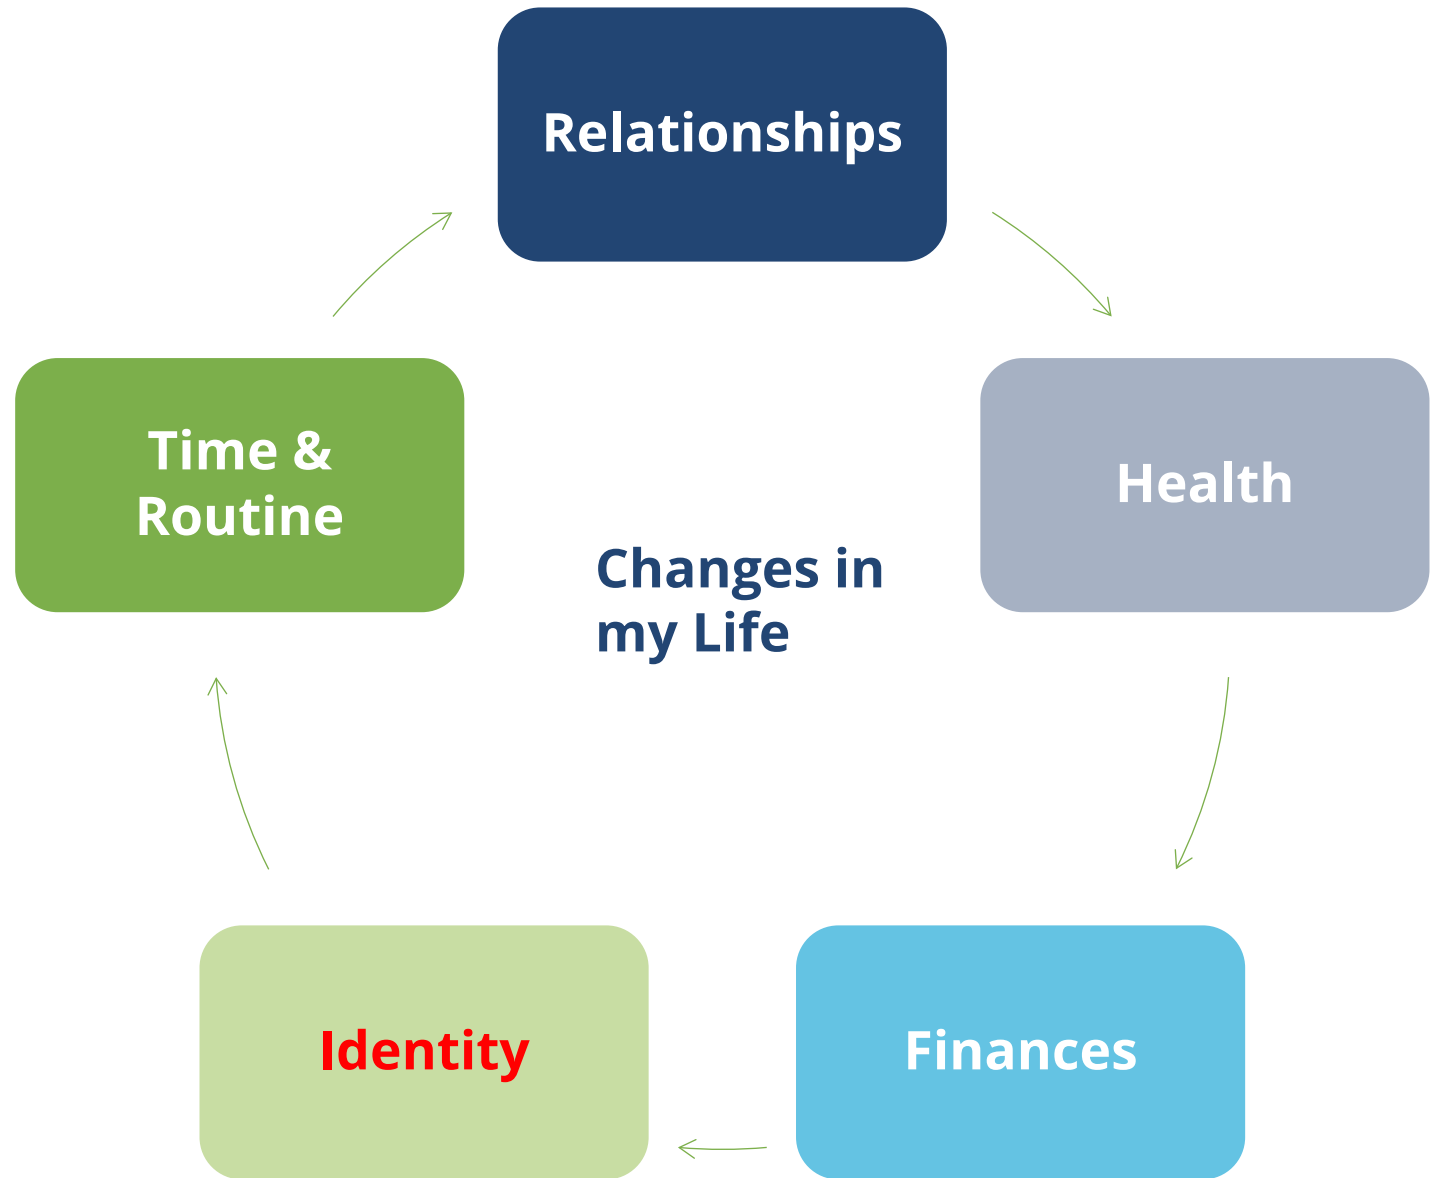 Relationships
Time &
Routine
Health
Changes in
my Life
Identity
Finances